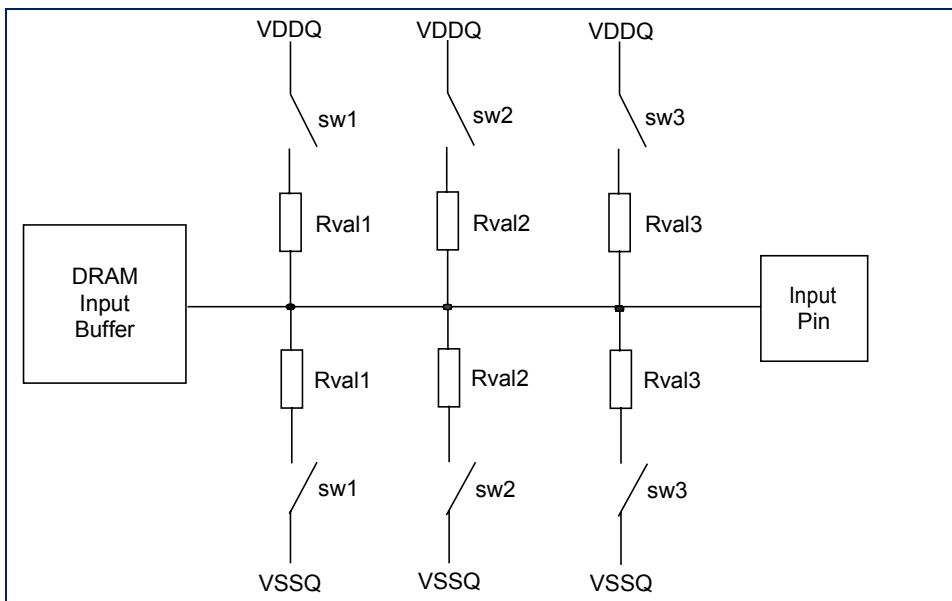 VDDQ VDDQ VDDQ
sw1 sw2 sw3
Rval1 Rval2 Rval3
DRAM
Input
Buffer
Input
Pin
Rval1 Rval2 Rval3
sw1 sw2 sw3
VSSQ VSSQ VSSQ